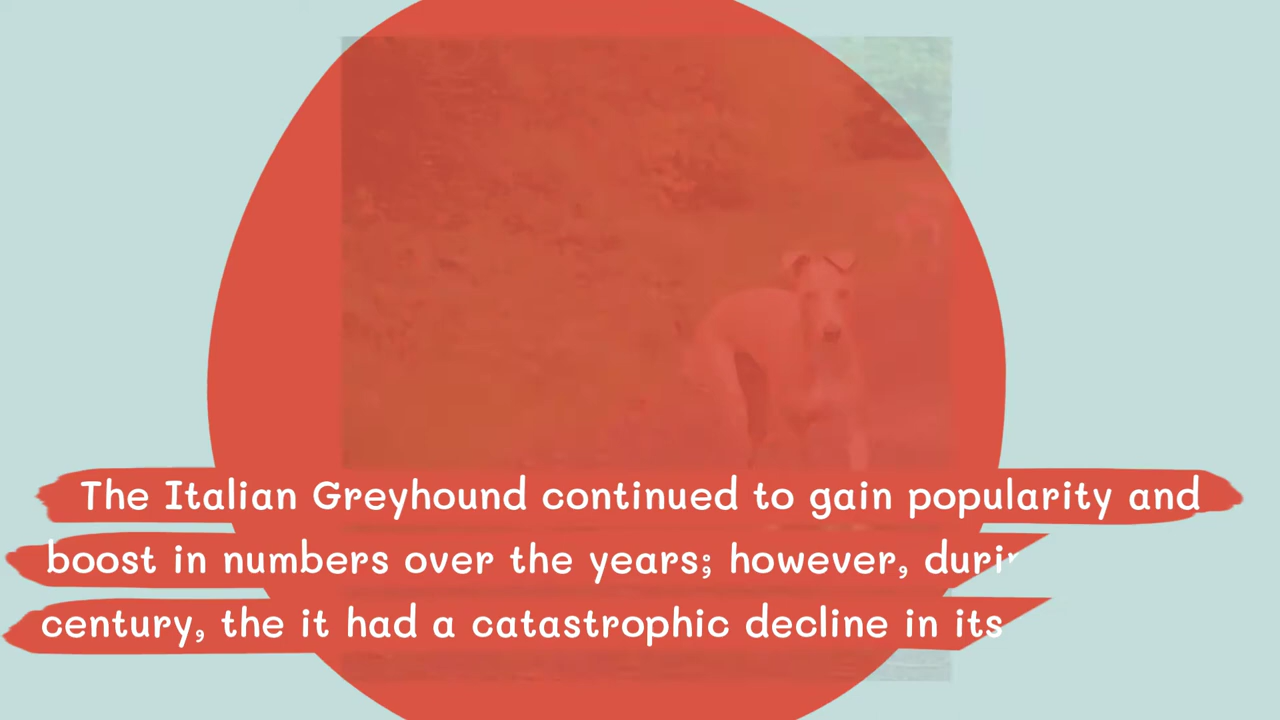 The Italian Greyhound continued to gain popularity and
boost in numbers over the years; however,
century, the it had a catastrophic decline in its